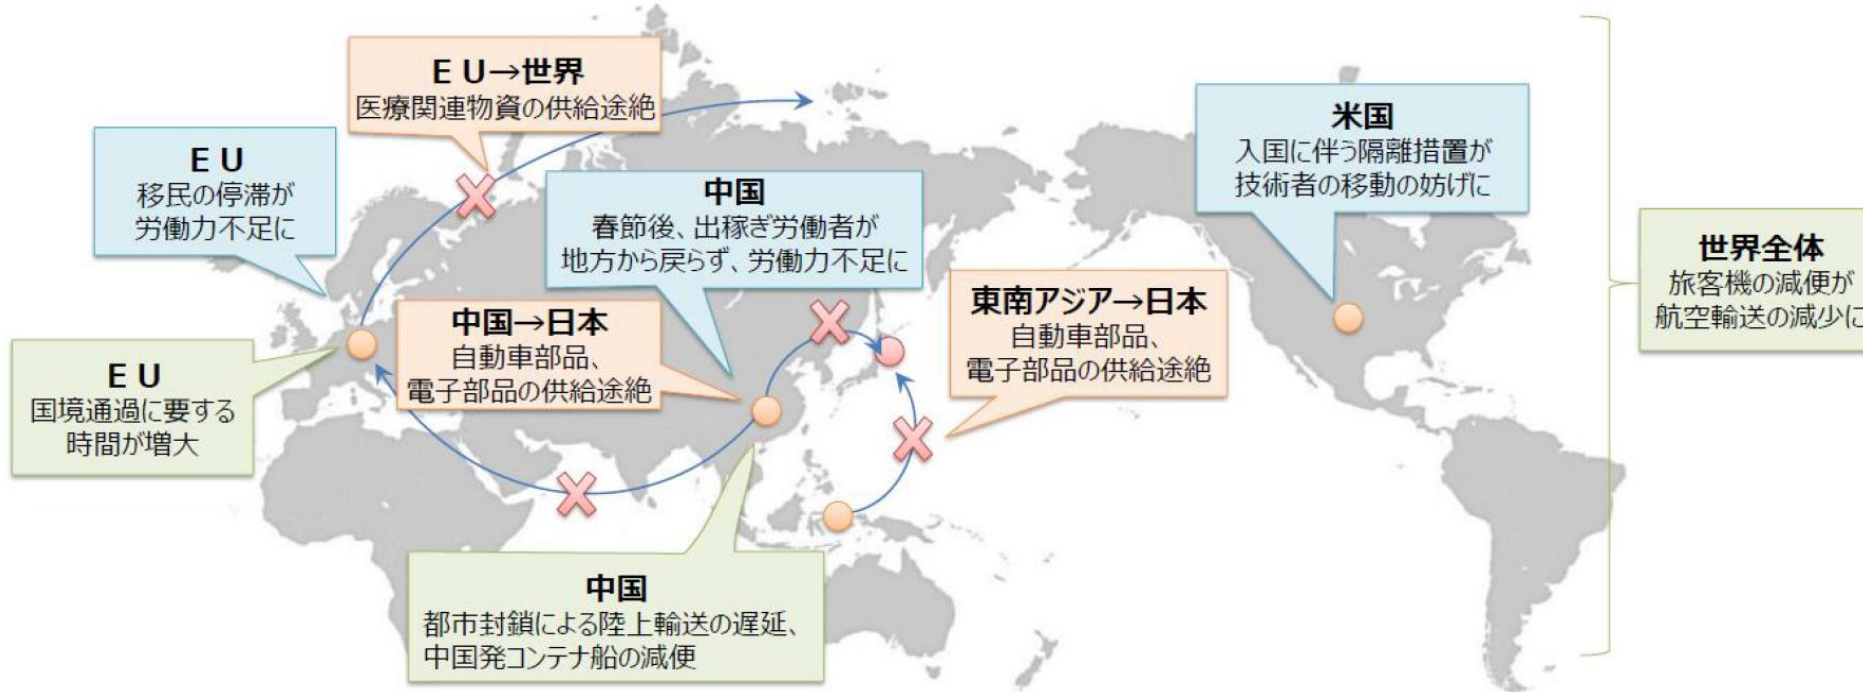 ＥＵ→世界
医療関連物資の供給途絶
ＥＵ
移民の停滞が
労働力不足に
中国
春節後、出稼ぎ労働者が
地方から戻らず、労働力不足に
米国
入国に伴う隔離措置が
技術者の移動の妨げに
世界全体
旅客機の減便が
航空輸送の減少に
中国→日本
自動車部品、
電子部品の供給途絶
東南アジア→日本
自動車部品、
電子部品の供給途絶
ＥＵ
国境通過に要する
時間が増大
中国
都市封鎖による陸上輸送の遅延、
中国発コンテナ船の減便